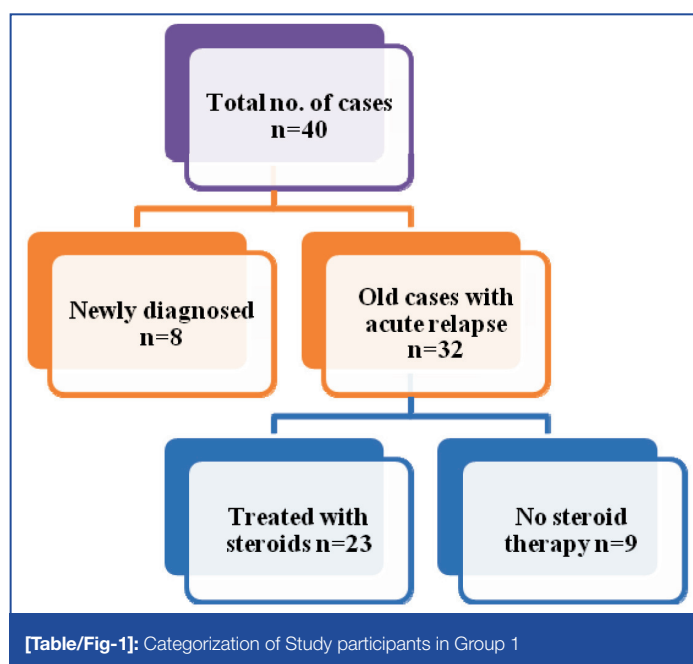 Total no. of cases
n=40
Newly diagnosed
n=8
Old cases with
acute relapse
n=32
Treated with
steroids n=23
No steroid
therapy n=9
[Table/Fig-1]: Categorization of Study participants in Group 1